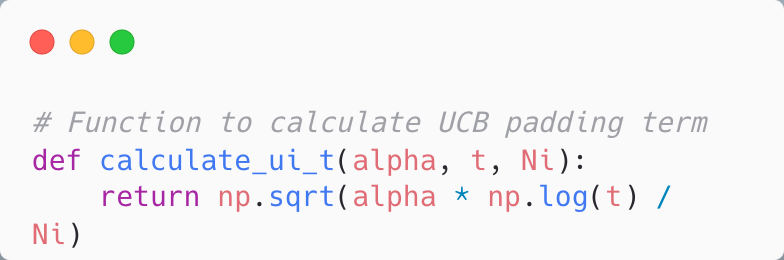 # Function to calculate UCB padding term
def calculate_ui_t(alpha, t, Ni):
    return np.sqrt(alpha * np.log(t) /
Ni)